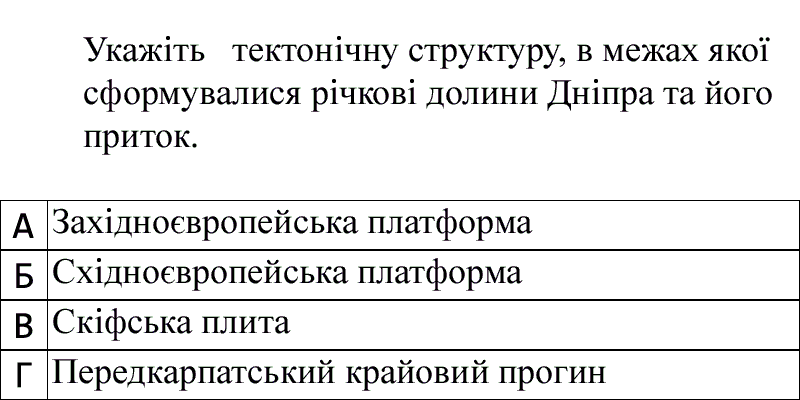 Укажіть тектонічну структуру, в межах якої
сформувалися річкові долини Дніпра та його
приток.
А Західноєвропейська платформа
Б Східноєвропейська платформа
В Скіфська плита
Г Передкарпатський крайовий прогин